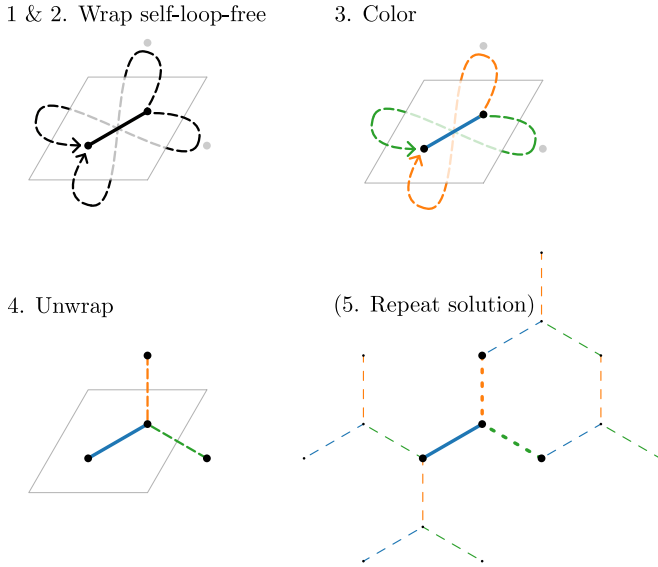 1 & 2. Wrap self-loop-free
3. Color
4. Unwrap
(5. Repeat solution)